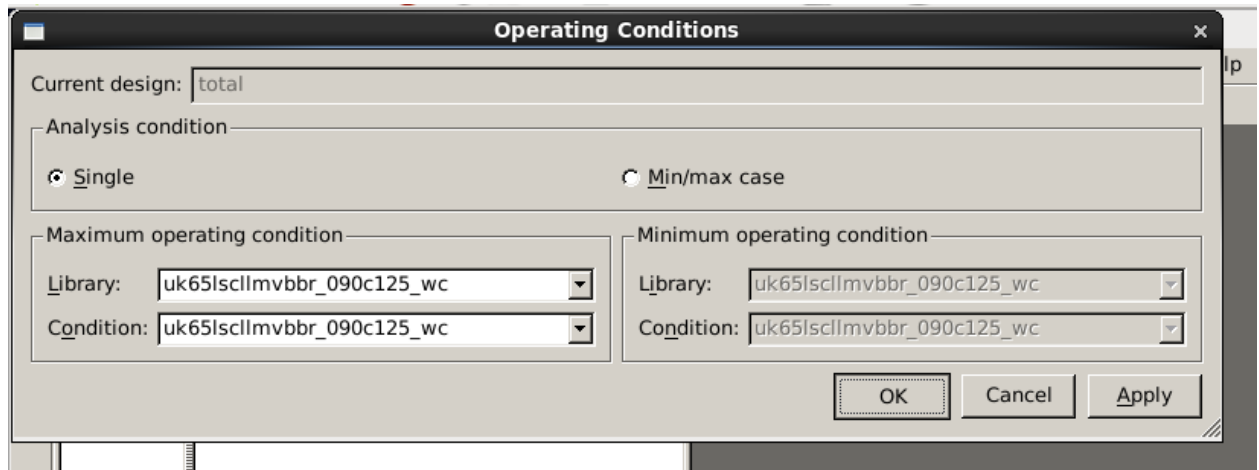 Operating Conditions
lp
Current design: total
Analysis condition
Single
Min/max case
Maximum operating condition
Library: uk65lscllmvbbr_090c125_wc
Condition: uk65lscllmvbbr_090c125_wc
Minimum operating condition
Library: uk65lscllmvbbr_090c125_wc
Condition: uk65lscllmvbbr_090c125_wc
OK
Cancel
Apply